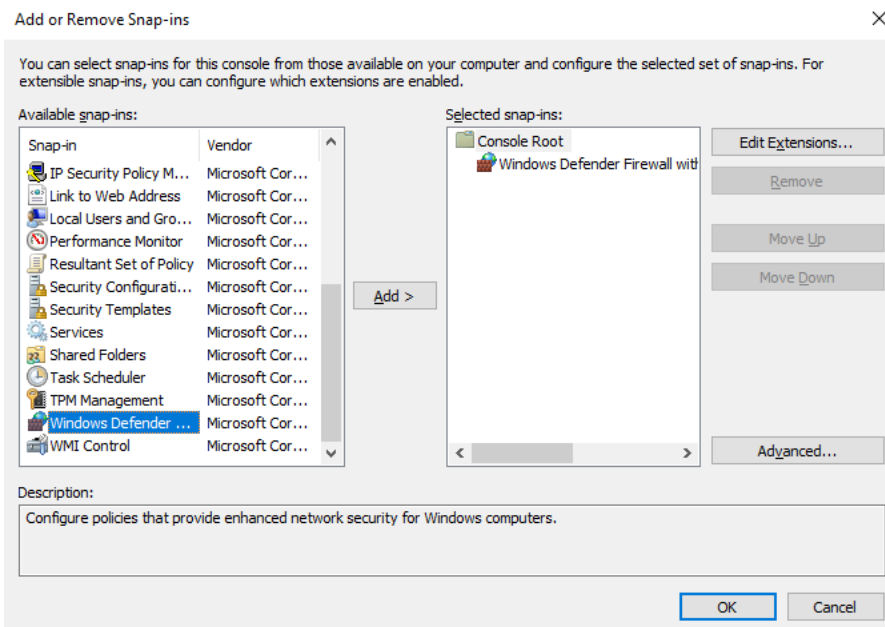 Add or Remove Snap-ins
You can select snap-ins for this console from those available on your computer and configure the selected set of snap-ins. For
extensible snap-ins, you can configure which extensions are enabled.
Available snap-ins:
Snap-in Vendor
IP Security Policy M... Microsoft Cor...
Link to Web Address Microsoft Cor...
Local Users and Gro... Microsoft Cor...
Performance Monitor Microsoft Cor...
Resultant Set of Policy Microsoft Cor...
Security Configurati... Microsoft Cor...
Security Templates Microsoft Cor...
Services Microsoft Cor...
Shared Folders Microsoft Cor...
Task Scheduler Microsoft Cor...
TPM Management Microsoft Cor...
Windows Defender ... Microsoft Cor...
WMI Control Microsoft Cor...
Add >
Selected snap-ins:
Console Root
Windows Defender Firewall with
Edit Extensions...
Remove
Move Up
Move Down
Advanced...
Description:
Configure policies that provide enhanced network security for Windows computers.
OK
Cancel